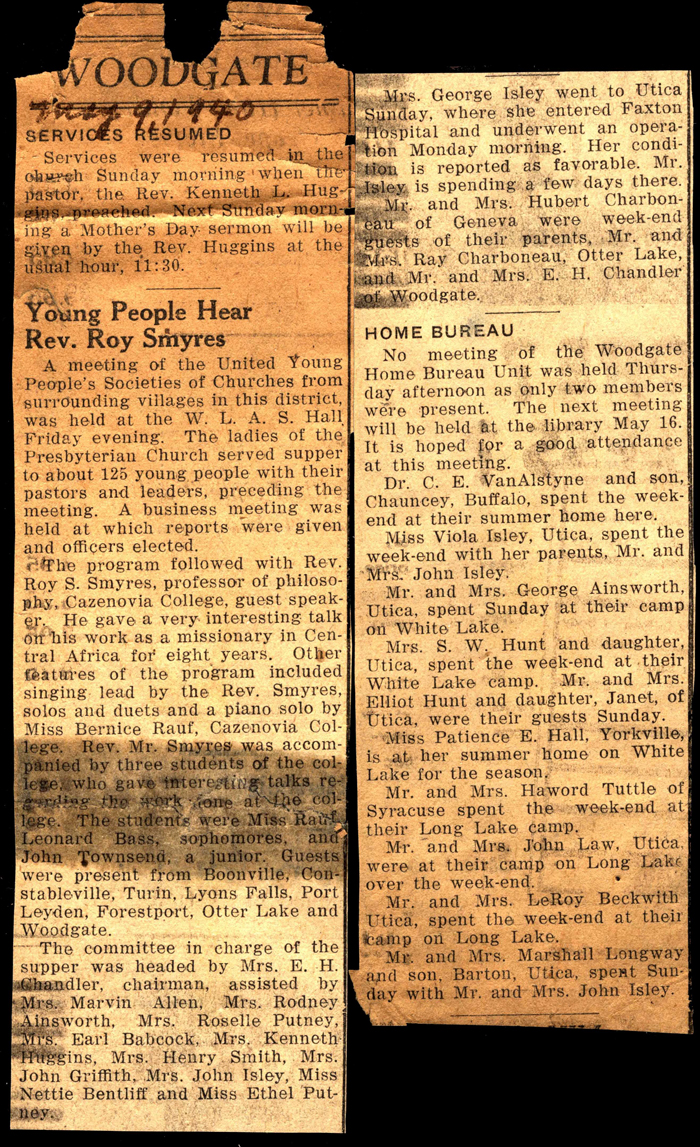 WOODGATE
May 9, 1940
SERVICES RESUMED
Services were resumed in the
church Sunday morning when the
pastor, the Rev. Kenneth L. Hug-
gins, preached. Next Sunday morn-
ing a Mother's Day sermon will be
given by the Rev. Huggins at the
usual hour, 11:30.
Young People Hear
Rev. Roy Smyres
A meeting of the United Young
People's Societies of Churches from
surrounding villages in this district,
was held at the W. L. A. S. Hall
Friday evening. The ladies of the
Presbyterian Church served supper
to about 125 young people with their
pastors and leaders, preceding the
meeting. A business meeting was
held at which reports were given
and officers elected.
The program followed with Rev.
Roy S. Smyres, professor of philoso-
phy, Cazenovia College, guest speak-
er. He gave a very interesting talk
on his work as a missionary in Cen-
tral Africa for eight years. Other
features of the program included
singing lead by the Rev. Smyres,
solos and duets and a piano solo by
Miss Bernice Rauf, Cazenovia Col-
lege. Rev. Mr. Smyres was accom-
panied by three students of the col-
lege, who gave interesting talks re-
garding the work done at the col-
lege. The students were Miss Rauf,
Leonard Bass, sophomores, and
John Townsend, a junior. Guests
were present from Boonville, Con-
stableville, Turin, Lyons Falls, Port
Leyden, Forestport, Otter Lake and
Woodgate.
The committee in charge of the
supper was headed by Mrs. E. H.
Chandler, chairman, assisted by
Mrs. Marvin Allen, Mrs. Rodney
Ainsworth, Mrs. Roselle Putney,
Mrs. Earl Babcock, Mrs. Kenneth
Huggins, Mrs. Henry Smith, Mrs.
John Griffith, Mrs. John Isley, Miss
Nettie Bentliff and Miss Ethel Put-
ney.
Mrs. George Isley went to Utica
Sunday, where she entered Faxton
Hospital and underwent an opera-
tion Monday morning. Her condi-
tion is reported as favorable. Mr.
Isley is spending a few days there.
Mr. and Mrs. Hubert Charbon-
eau of Geneva were week-end
guests of their parents, Mr. and
Mrs. Ray Charboneau, Otter Lake,
and Mr. and Mrs. E. H. Chandler
of Woodgate.
HOME BUREAU
No meeting of the Woodgate
Home Bureau Unit was held Thurs-
day afternoon as only two members
were present. The next meeting
will be held at the library May 16.
It is hoped for a good attendance
at this meeting.
Dr. C. E. VanAlstyne and son,
Chauncey, Buffalo, spent the week-
end at their summer home here.
Miss Viola Isley, Utica, spent the
week-end with her parents, Mr. and
Mrs. John Isley.
Mr. and Mrs. George Ainsworth,
Utica, spent Sunday at their camp
on White Lake.
Mrs. S. W. Hunt and daughter,
Utica, spent the week-end at their
White Lake camp. Mr. and Mrs.
Elliot Hunt and daughter, Janet, of
Utica, were their guests Sunday.
Miss Patience E. Hall, Yorkville,
is at her summer home on White
Lake for the season.
Mr. and Mrs. Haword Tuttle of
Syracuse spent the week-end at
their Long Lake camp.
Mr. and Mrs. John Law, Utica,
were at their camp on Long Lake
over the week-end.
Mr. and Mrs. LeRoy Beckwith
Utica, spent the week-end at their
camp on Long Lake.
Mr. and Mrs. Marshall Longway
and son, Barton, Utica, spent Sun-
day with Mr. and Mrs. John Isley.